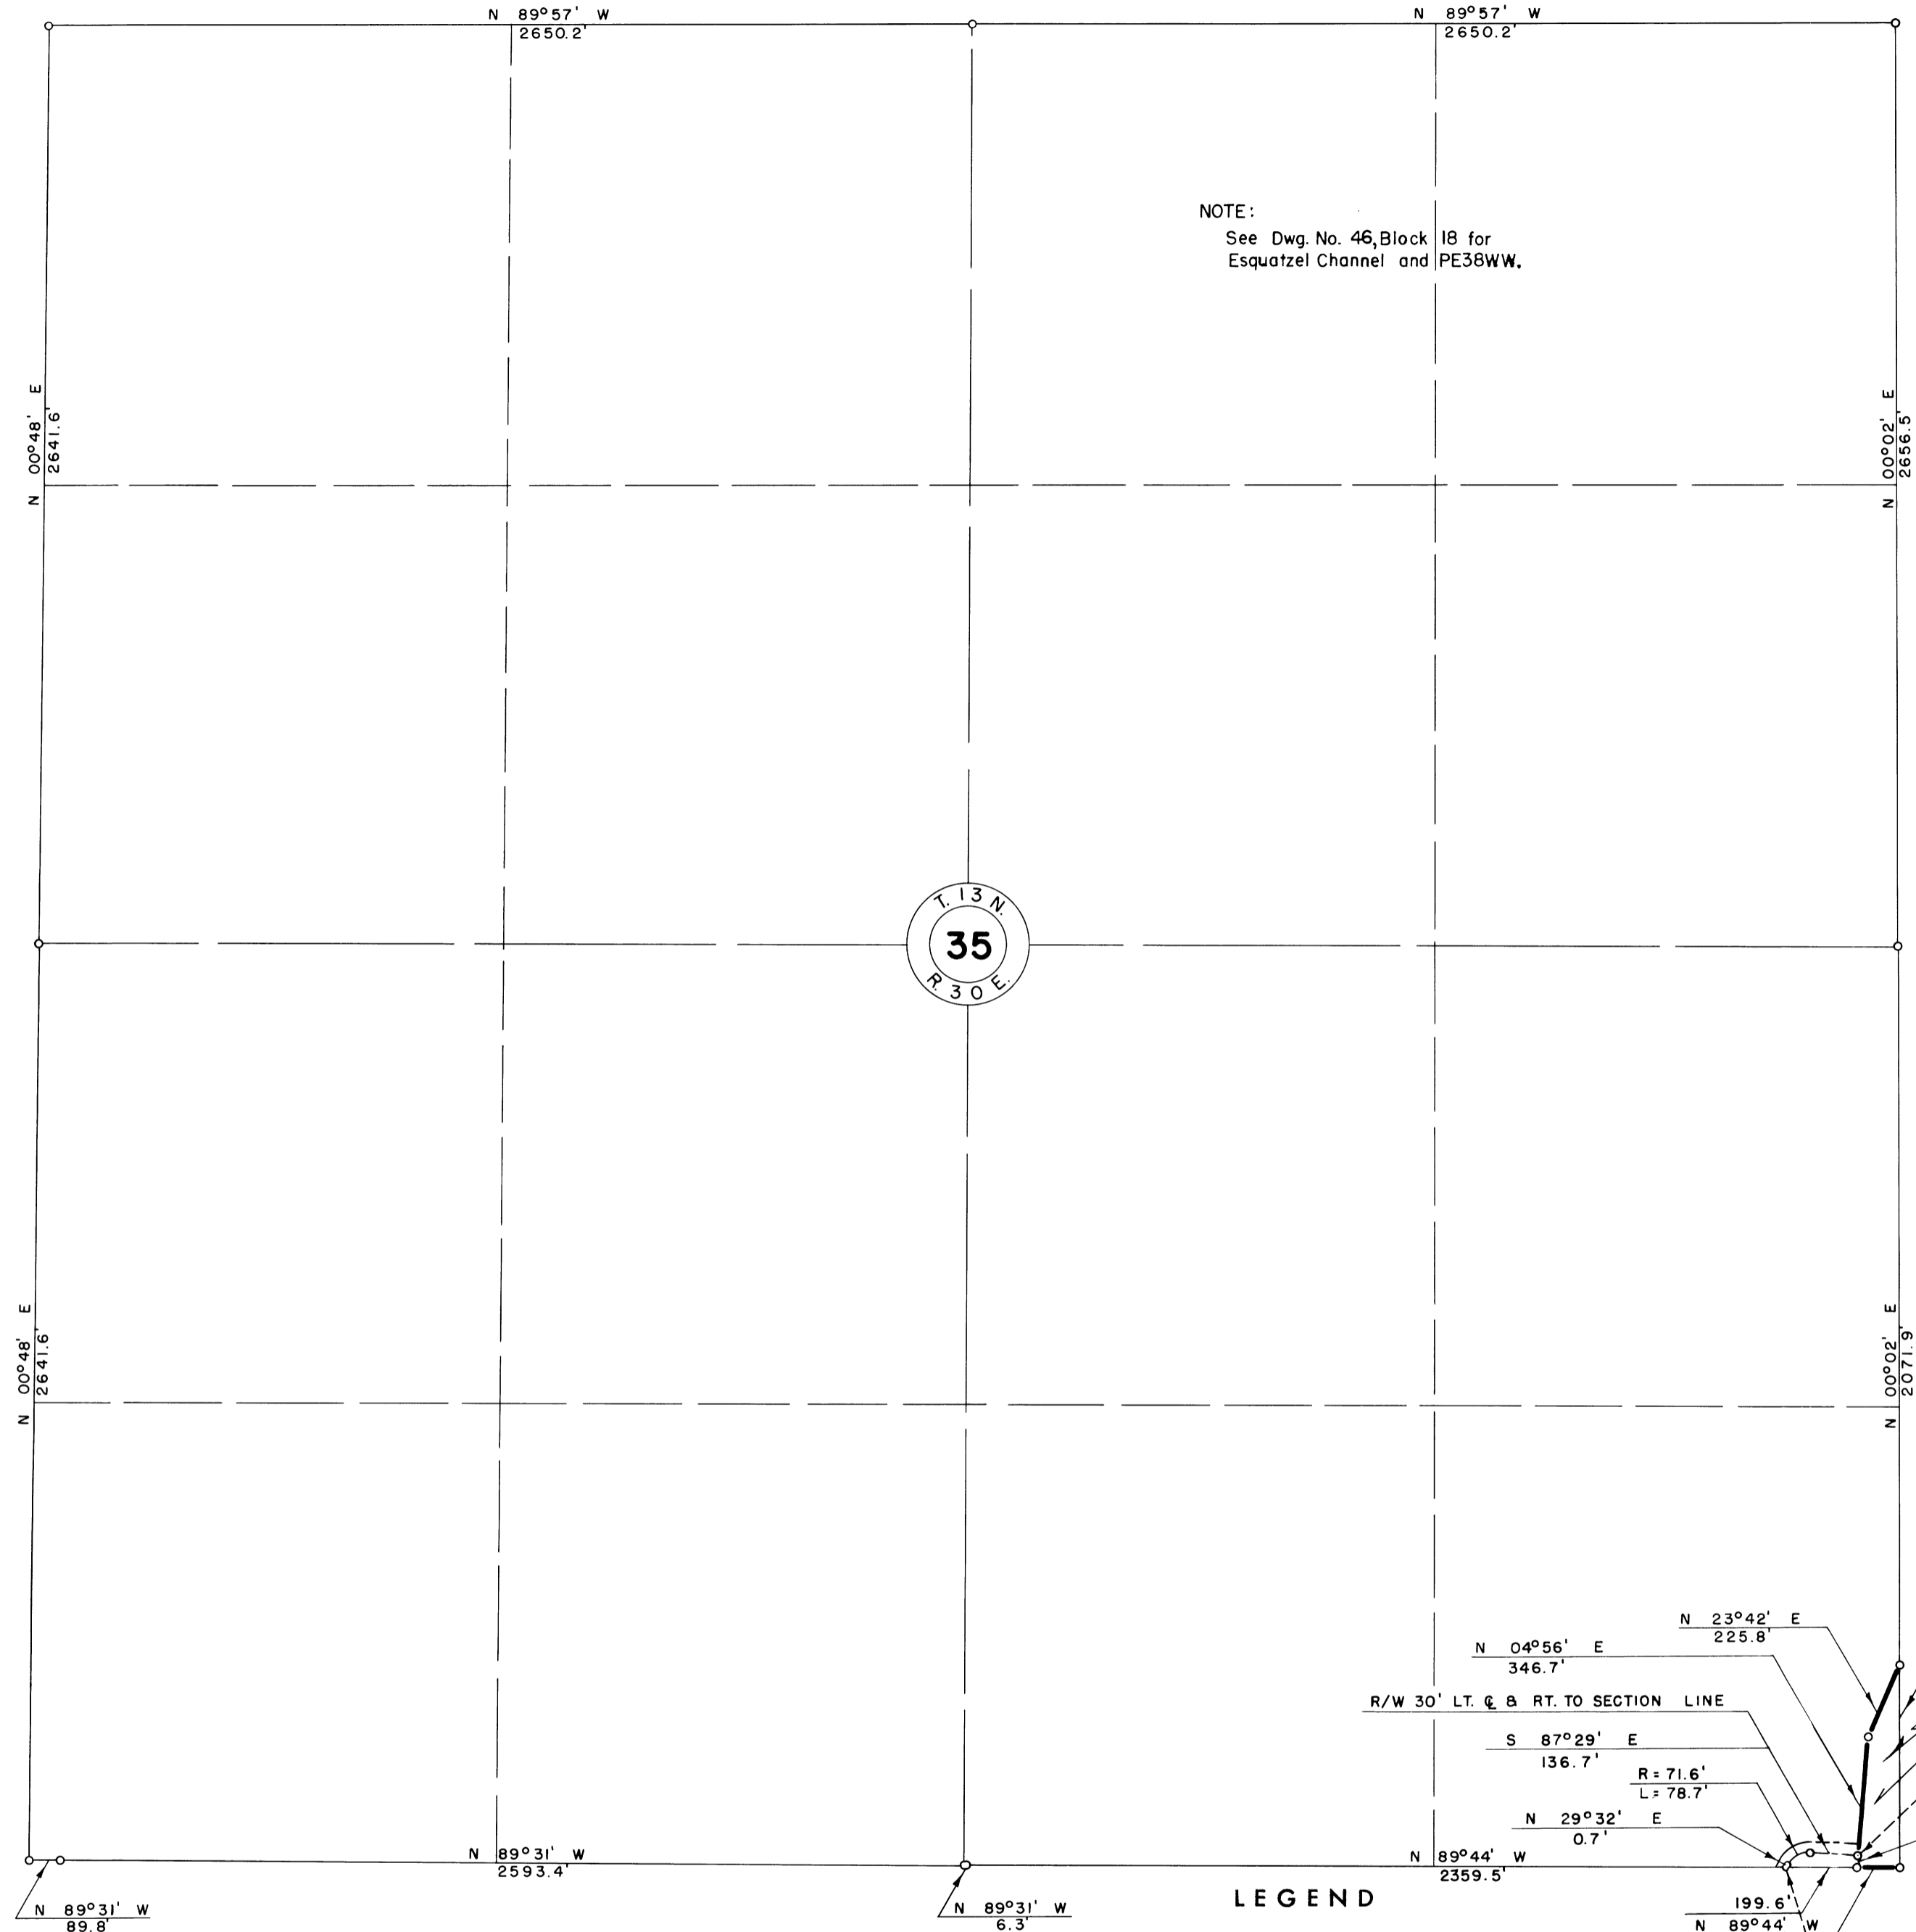 N 89°57' W
2650.2'
N 89°57' W
2650.2'
NOTE:
See Dwg. No. 46, Block 18 for
Esquatzel Channel and PE38WW.
N 00°48' E
2641.6'
N 00°02' E
2656.5'
T. 13 N.
35
R. 30 E.
N 00°48' E
2641.6'
N 00°02' E
2071.9'
N 23°42' E
225.8'
N 04°56' E
346.7'
R/W 30' LT. ℄ & RT. TO SECTION LINE
S 87°29' E
136.7'
R = 71.6'
L = 78.7'
N 29°32' E
0.7'
N 89°31' W
2593.4'
N 89°44' W
2359.5'
LEGEND
N 89°31' W
89.8'
N 89°31' W
6.3'
199.6'
N 89°44' W